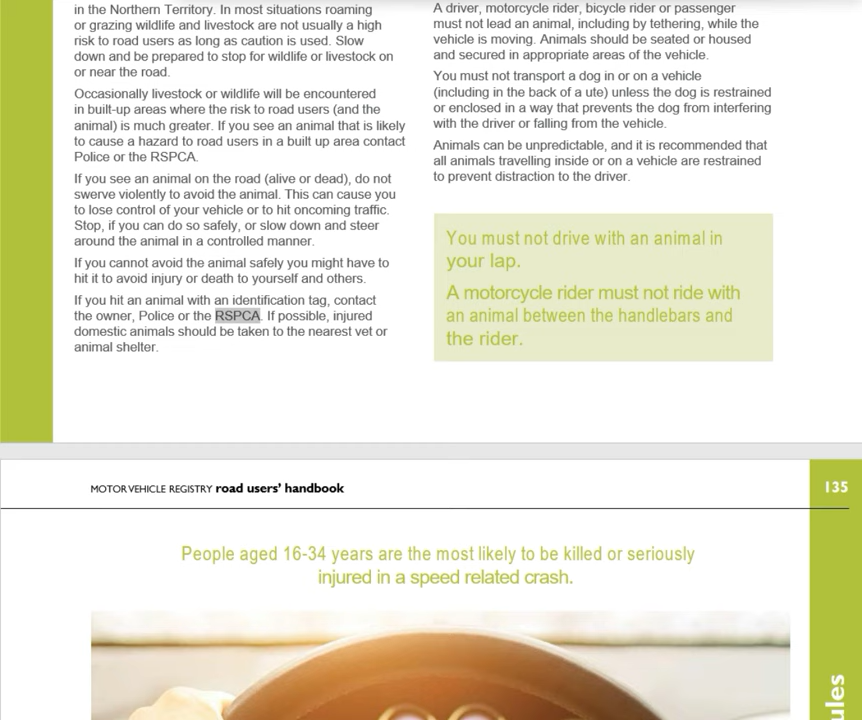 in the Northern Territory. In most situations roaming
or grazing wildlife and livestock are not usually a high
risk to road users as long as caution is used. Slow
down and be prepared to stop for wildlife or livestock on
or near the road.
Occasionally livestock or wildlife will be encountered
in built-up areas where the risk to road users (and the
animal) is much greater. If you see an animal that is likely
to cause a hazard to road users in a built up area contact
Police or the RSPCA.
If you see an animal on the road (alive or dead), do not
swerve violently to avoid the animal. This can cause you
to lose control of your vehicle or to hit oncoming traffic.
Stop, if you can do so safely, or slow down and steer
around the animal in a controlled manner.
If you cannot avoid the animal safely you might have to
hit it to avoid injury or death to yourself and others.
If you hit an animal with an identification tag, contact
the owner, Police or the RSPCA. If possible, injured
domestic animals should be taken to the nearest vet or
animal shelter.
A driver, motorcycle rider, bicycle rider or passenger
must not lead an animal, including by tethering, while the
vehicle is moving. Animals should be seated or housed
and secured in appropriate areas of the vehicle.
You must not transport a dog in or on a vehicle
(including in the back of a ute) unless the dog is restrained
or enclosed in a way that prevents the dog from interfering
with the driver or falling from the vehicle.
Animals can be unpredictable, and it is recommended that
all animals travelling inside or on a vehicle are restrained
to prevent distraction to the driver.
You must not drive with an animal in
your lap.
A motorcycle rider must not ride with
an animal between the handlebars and
the rider.
MOTOR VEHICLE REGISTRY road users' handbook
135
People aged 16-34 years are the most likely to be killed or seriously
injured in a speed related crash.
ules